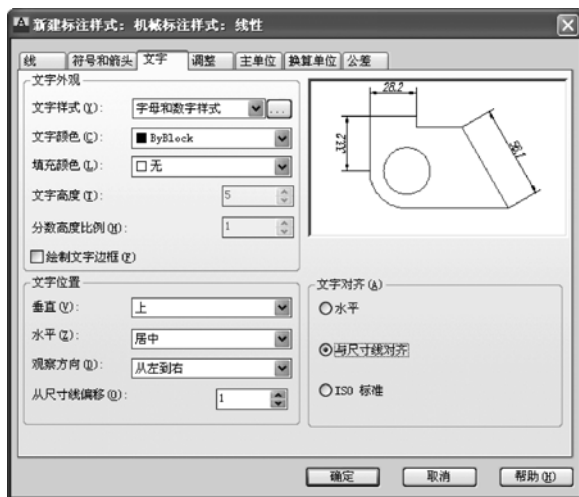 新建标注样式: 机械标注样式: 线性
线 符号和箭头 文字 调整 主单位 换算单位 公差
文字外观
文字样式(Y): 字母和数字样式 ...
文字颜色(C): ByBlock
填充颜色(L): 无
文字高度(T): 5
分数高度比例(H): 1
绘制文字边框(F)
28.2
33.2
56.1
文字位置
垂直(V): 上
水平(Z): 居中
观察方向(D): 从左到右
从尺寸线偏移(O): 1
文字对齐(A)
水平
与尺寸线对齐
ISO 标准
确定 取消 帮助(H)